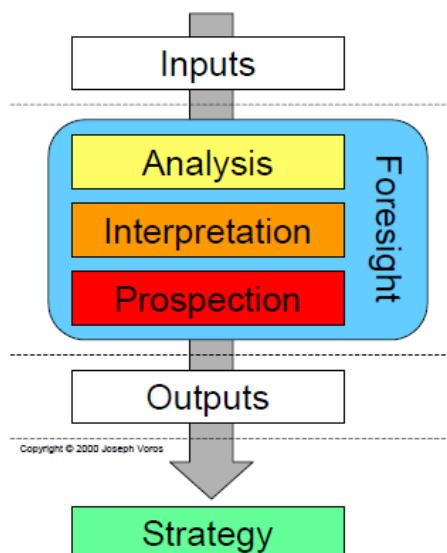 Inputs
Analysis
Interpretation
Prospection
Foresight
Outputs
Copyright © 2000 Joseph Voros
Strategy